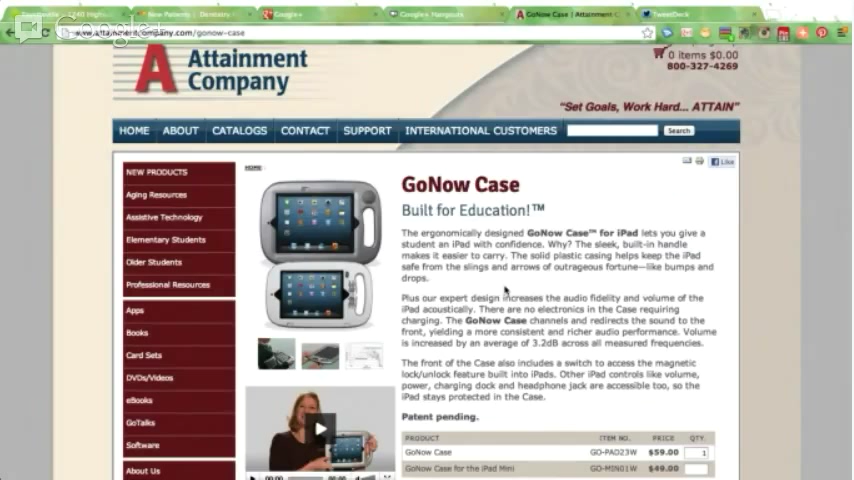 Google+
Google+ Hangouts
GoNow Case | Attainment C
TweetDeck
www.attainmentcompany.com/gonow-case
Attainment
Company
0 items $0.00
800-327-4269
"Set Goals, Work Hard... ATTAIN"
HOME ABOUT CATALOGS CONTACT SUPPORT INTERNATIONAL CUSTOMERS Search
Like
NEW PRODUCTS
Aging Resources
Assistive Technology
Elementary Students
Older Students
Professional Resources
Apps
Books
Card Sets
DVDs/Videos
eBooks
GoTalks
Software
About Us
HOME
GoNow Case
Built for Education!™
The ergonomically designed GoNow Case™ for iPad lets you give a
student an iPad with confidence. Why? The sleek, built-in handle
makes it easier to carry. The solid plastic casing helps keep the iPad
safe from the slings and arrows of outrageous fortune—like bumps and
drops.
Plus our expert design increases the audio fidelity and volume of the
iPad acoustically. There are no electronics in the Case requiring
charging. The GoNow Case channels and redirects the sound to the
front, yielding a more consistent and richer audio performance. Volume
is increased by an average of 3.2dB across all measured frequencies.
The front of the Case also includes a switch to access the magnetic
lock/unlock feature built into iPads. Other iPad controls like volume,
power, charging dock and headphone jack are accessible too, so the
iPad stays protected in the Case.
Patent pending.
PRODUCT ITEM NO. PRICE QTY.
GoNow Case GO-PAD23W $59.00 1
GoNow Case for the iPad Mini GO-MINI01W $49.00
00:00 00:00